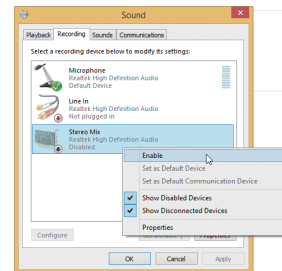 Sound
Playback Recording Sounds Communications
Select a recording device below to modify its settings:
Microphone
Realtek High Definition Audio
Default Device
Line In
Realtek High Definition Audio
Not plugged in
Stereo Mix
Realtek High Definition Audio
Disabled
Enable
Set as Default Device
Set as Default Communication Device
Show Disabled Devices
Show Disconnected Devices
Properties
Configure Set Default Properties
OK Cancel Apply